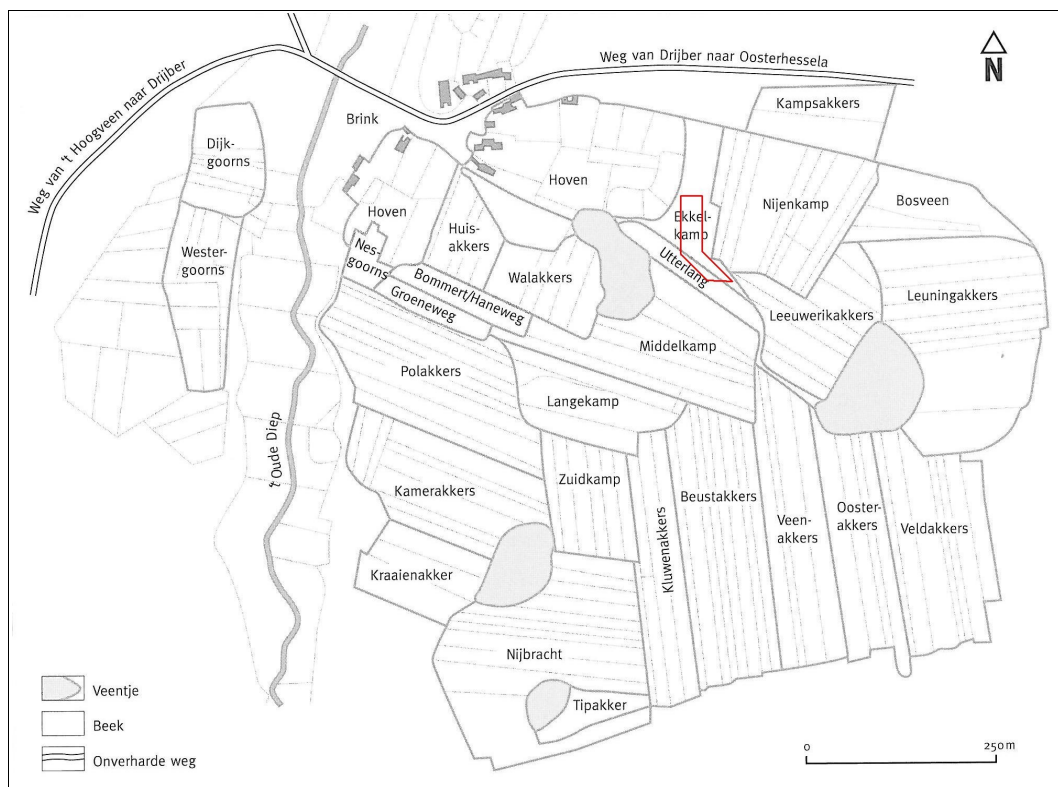 Weg van Drijber naar Oosterhessela
N
Weg van 't Hoogveen naar Drijber
Kampsakkers
Brink
Dijk-
goorns
Hoven
Hoven
Nijenkamp
Bosveen
Ekkel-
kamp
Huis-
akkers
Wester-
goorns
Nes-
goorns
Walakkers
Utterlang
Bommert/Haneweg
Groeneweg
Leeuwerikakkers
Leuningakkers
Middelkamp
Polakkers
Langekamp
't Oude Diep
Kamerakkers
Zuidkamp
Kluwenakkers
Beustakkers
Veen-
akkers
Ooster-
akkers
Veldakkers
Kraaienakker
Nijbracht
Tipakker
Veentje
Beek
Onverharde weg
0 250 m